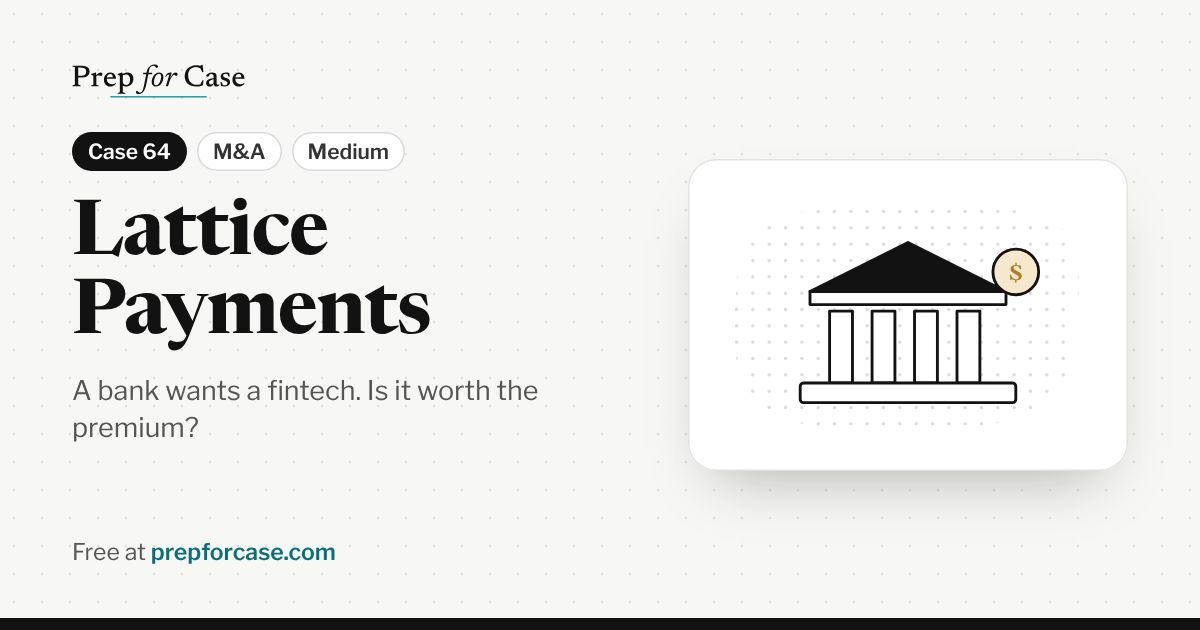 Prep for Case
Case 64 M&A Medium
Lattice
Payments
A bank wants a fintech. Is it worth the
premium?
$
Free at prepforcase.com